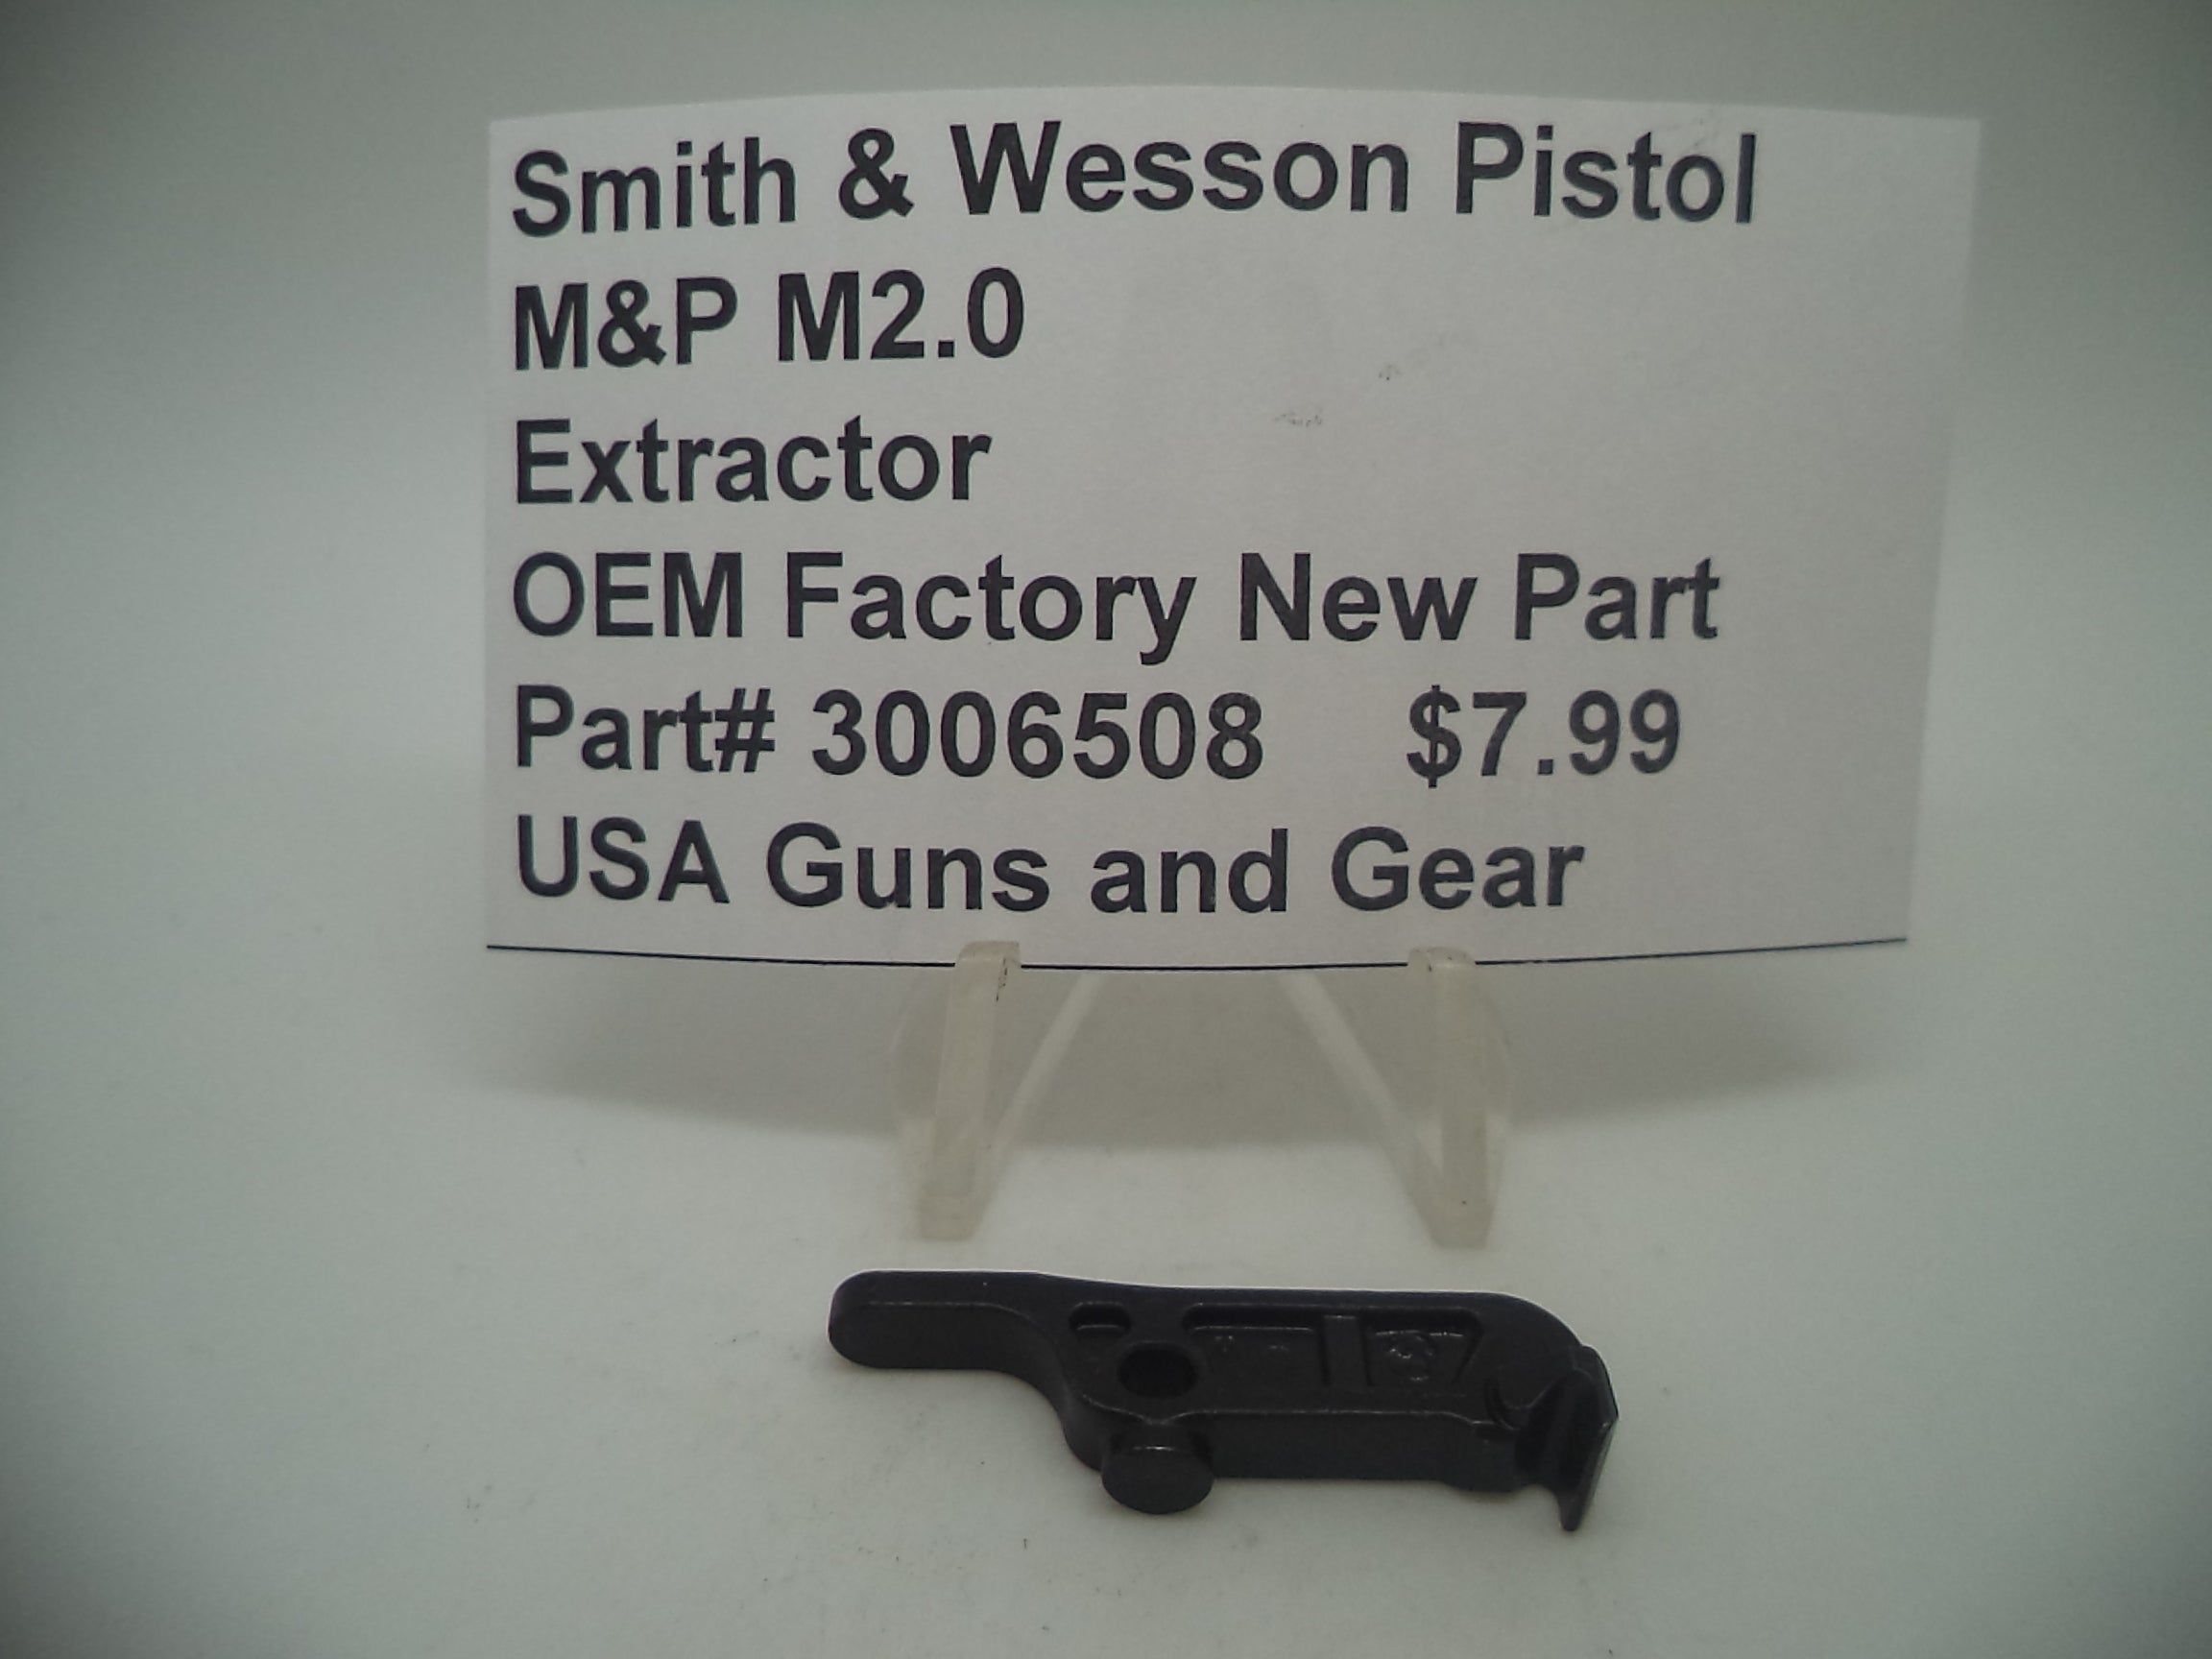 Smith & Wesson Pistol
M&P M2.0
Extractor
OEM Factory New Part
Part# 3006508 $7.99
USA Guns and Gear